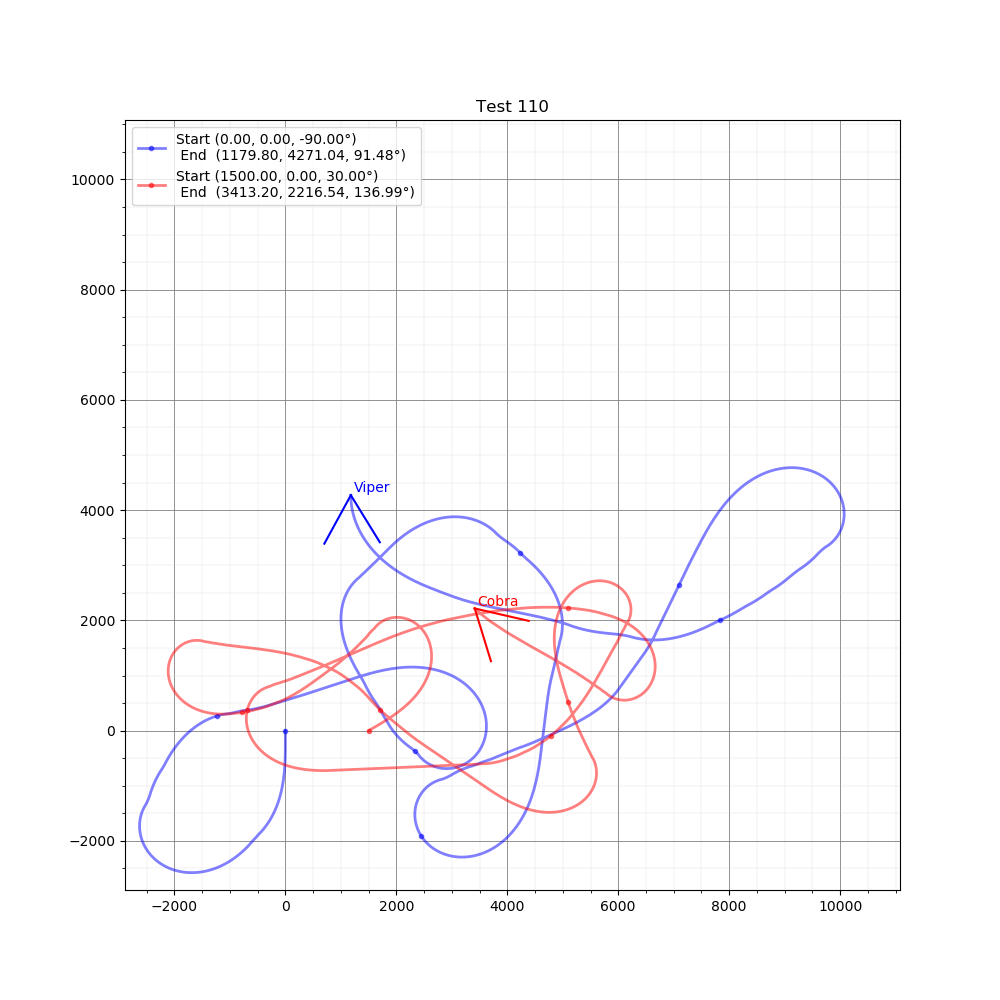 Test 110
Start (0.00, 0.00, -90.00°)
End (1179.80, 4271.04, 91.48°)
Start (1500.00, 0.00, 30.00°)
End (3413.20, 2216.54, 136.99°)
10000
8000
6000
4000
2000
0
−2000
Viper
Cobra
−2000 0 2000 4000 6000 8000 10000